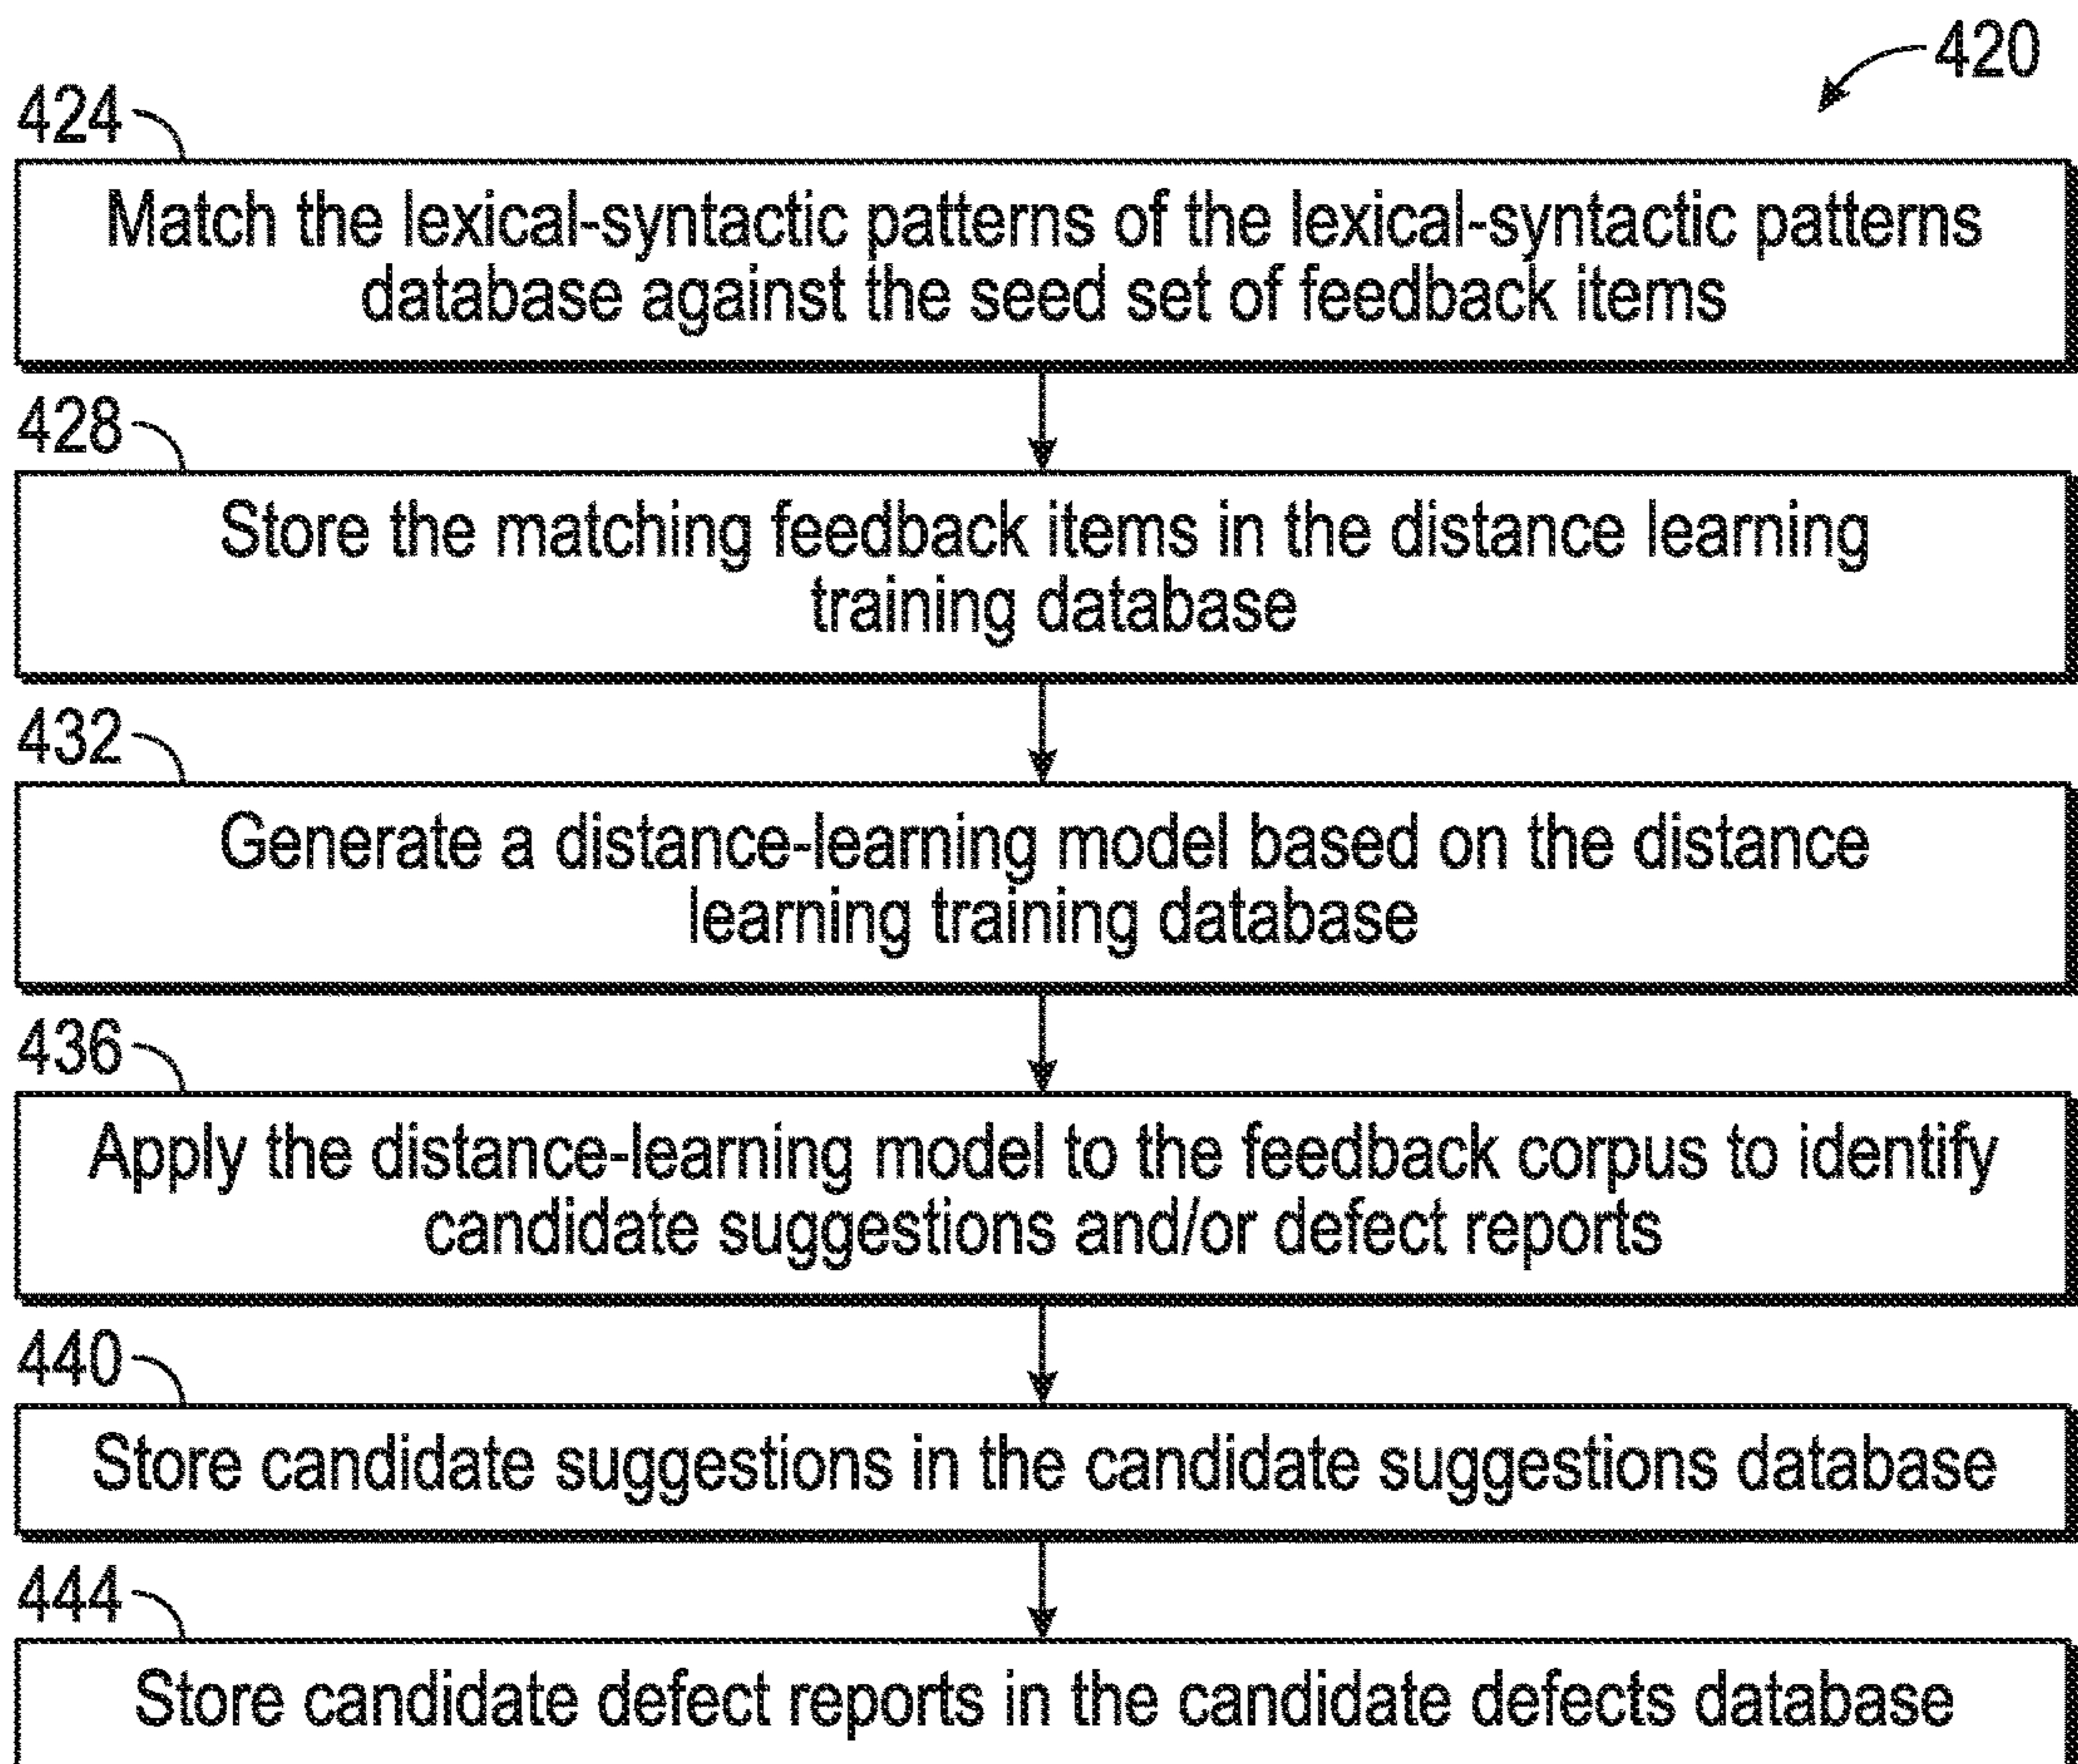 420
424
Match the lexical-syntactic patterns of the lexical-syntactic patterns
database against the seed set of feedback items
428
Store the matching feedback items in the distance learning
training database
432
Generate a distance-learning model based on the distance
learning training database
436
Apply the distance-learning model to the feedback corpus to identify
candidate suggestions and/or defect reports
440
Store candidate suggestions in the candidate suggestions database
444
Store candidate defect reports in the candidate defects database